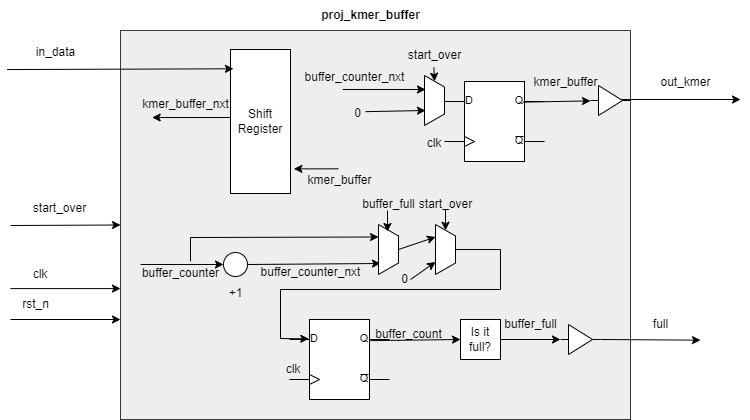 proj_kmer_buffer
in_data
start_over
buffer_counter_nxt
kmer_buffer
out_kmer
kmer_buffer_nxt
Shift
Register
0
D
Q
clk
Q
kmer_buffer
start_over
buffer_full
start_over
buffer_counter
buffer_counter_nxt
0
+1
clk
rst_n
D
Q
buffer_count
Is it
full?
buffer_full
full
clk
Q